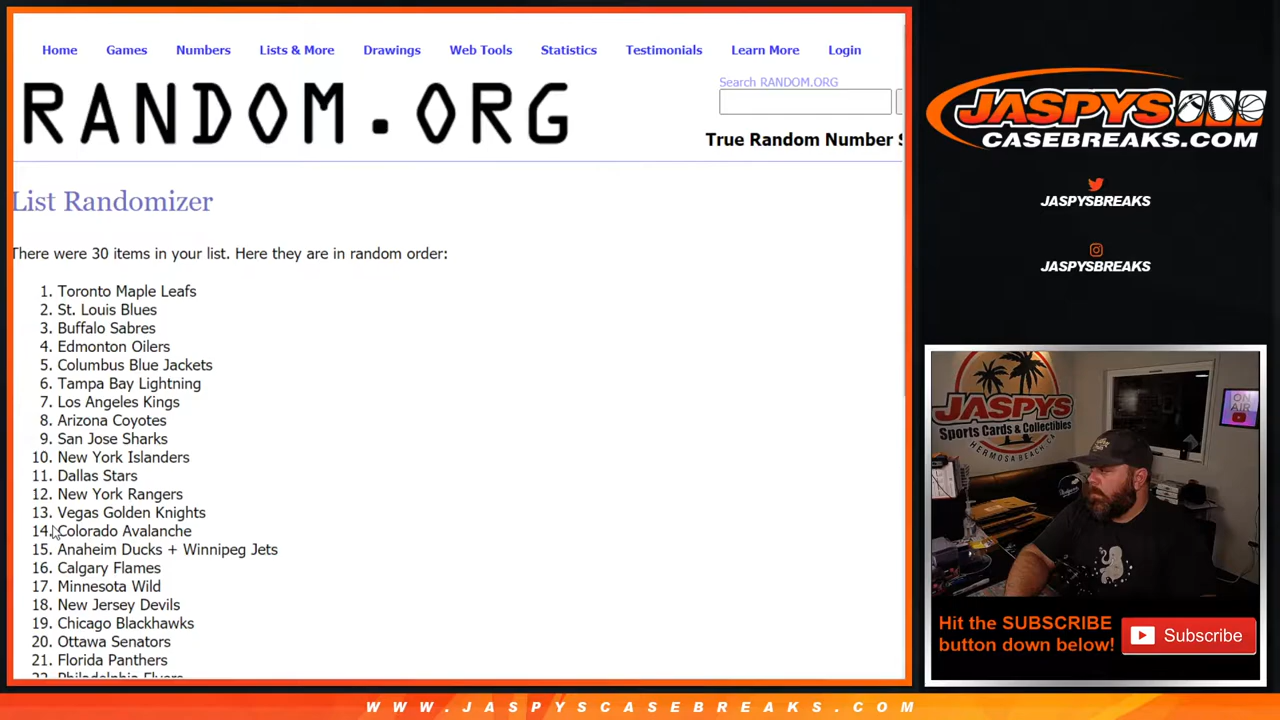 Home Games Numbers Lists & More Drawings Web Tools Statistics Testimonials Learn More Login
RANDOM.ORG
Search RANDOM.ORG
True Random Number S
List Randomizer
There were 30 items in your list. Here they are in random order:
1. Toronto Maple Leafs
2. St. Louis Blues
3. Buffalo Sabres
4. Edmonton Oilers
5. Columbus Blue Jackets
6. Tampa Bay Lightning
7. Los Angeles Kings
8. Arizona Coyotes
9. San Jose Sharks
10. New York Islanders
11. Dallas Stars
12. New York Rangers
13. Vegas Golden Knights
14. Colorado Avalanche
15. Anaheim Ducks + Winnipeg Jets
16. Calgary Flames
17. Minnesota Wild
18. New Jersey Devils
19. Chicago Blackhawks
20. Ottawa Senators
21. Florida Panthers
22. Philadelphia Flyers
JASPYS
CASEBREAKS.COM
JASPYSBREAKS
JASPYSBREAKS
JASPYS
Sports Cards & Collectibles
HERMOSA BEACH, CA
ON
AIR
Hit the SUBSCRIBE
button down below!
Subscribe
WWW.JASPYSCASEBREAKS.COM